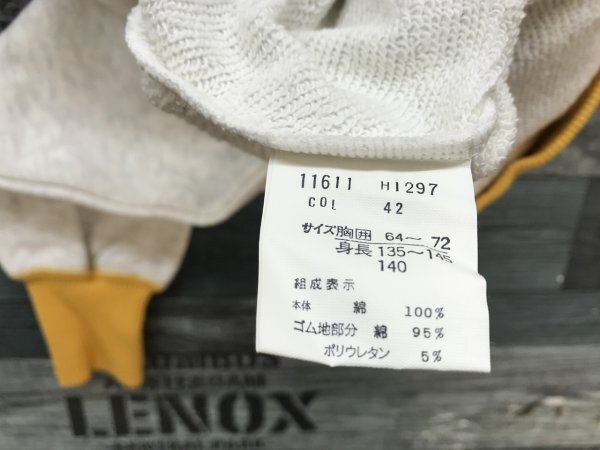 11611 H1297
COL 42
サイズ 胸囲 64～72
身長 135～145
140
組成表示
本体 綿 100%
ゴム地部分 綿 95%
ポリウレタン 5%
LENOX